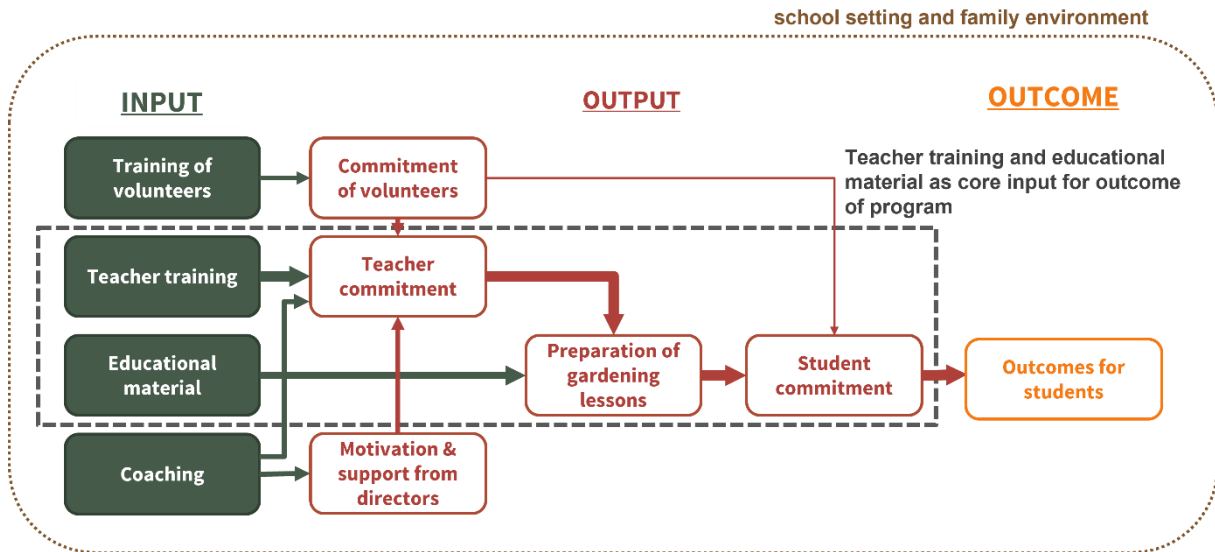 school setting and family environment
INPUT
OUTPUT
OUTCOME
Training of
volunteers
Commitment
of volunteers
Teacher training and educational
material as core input for outcome
of program
Teacher training
Teacher
commitment
Educational
material
Preparation of
gardening
lessons
Student
commitment
Outcomes for
students
Coaching
Motivation &
support from
directors